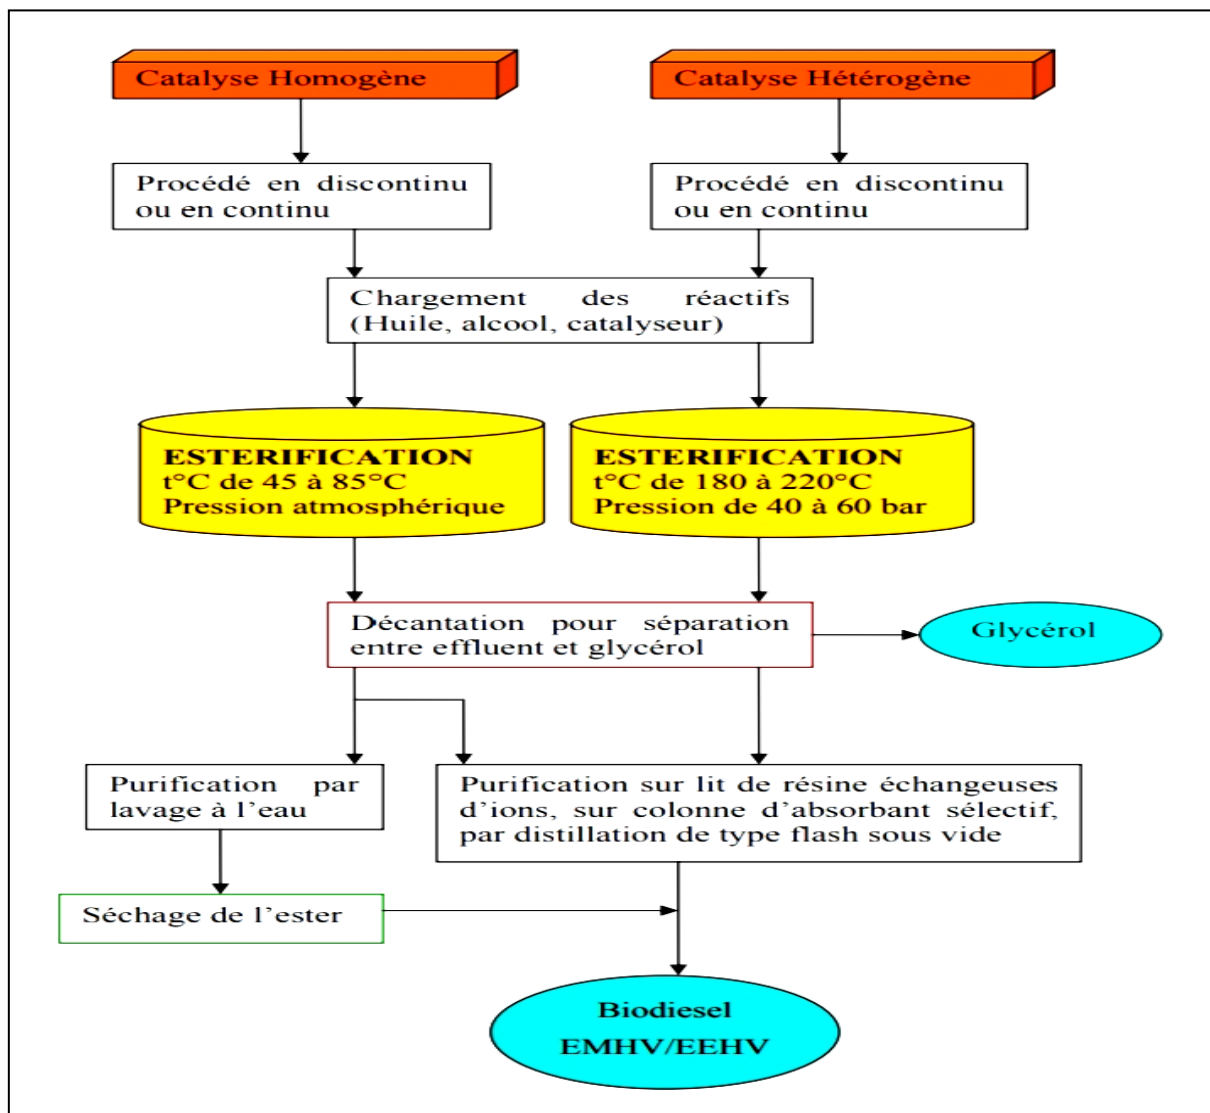 Catalyse Homogène
Catalyse Hétérogène
Procédé en discontinu
ou en continu
Procédé en discontinu
ou en continu
Chargement des réactifs
(Huile, alcool, catalyseur)
ESTERIFICATION
t°C de 45 à 85°C
Pression atmosphérique
ESTERIFICATION
t°C de 180 à 220°C
Pression de 40 à 60 bar
Décantation pour séparation
entre effluent et glycérol
Glycérol
Purification par
lavage à l'eau
Purification sur lit de résine échangeuses
d'ions, sur colonne d'absorbant sélectif,
par distillation de type flash sous vide
Séchage de l'ester
Biodiesel
EMHV/EEHV